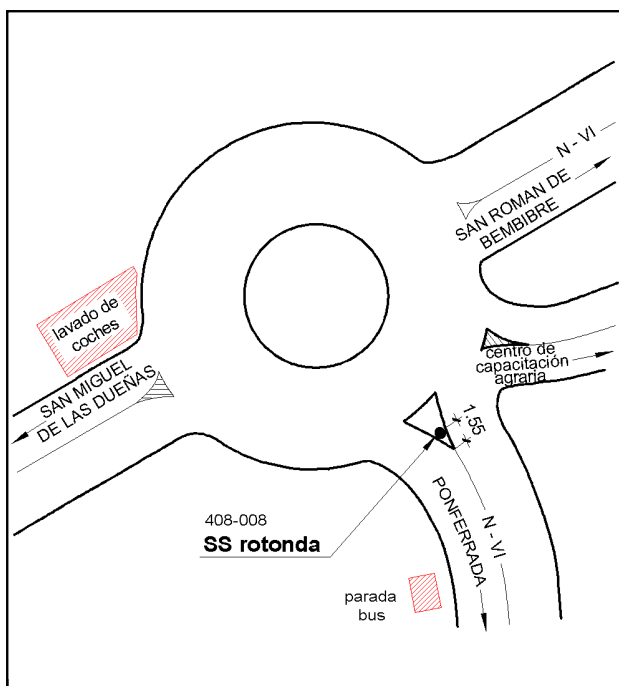 N - VI
SAN ROMAN DE
BEMBIBRE
lavado de
coches
centro de
capacitación
agraria
SAN MIGUEL
DE LAS DUEÑAS
1.55
408-008
SS rotonda
PONFERRADA
N - VI
parada
bus